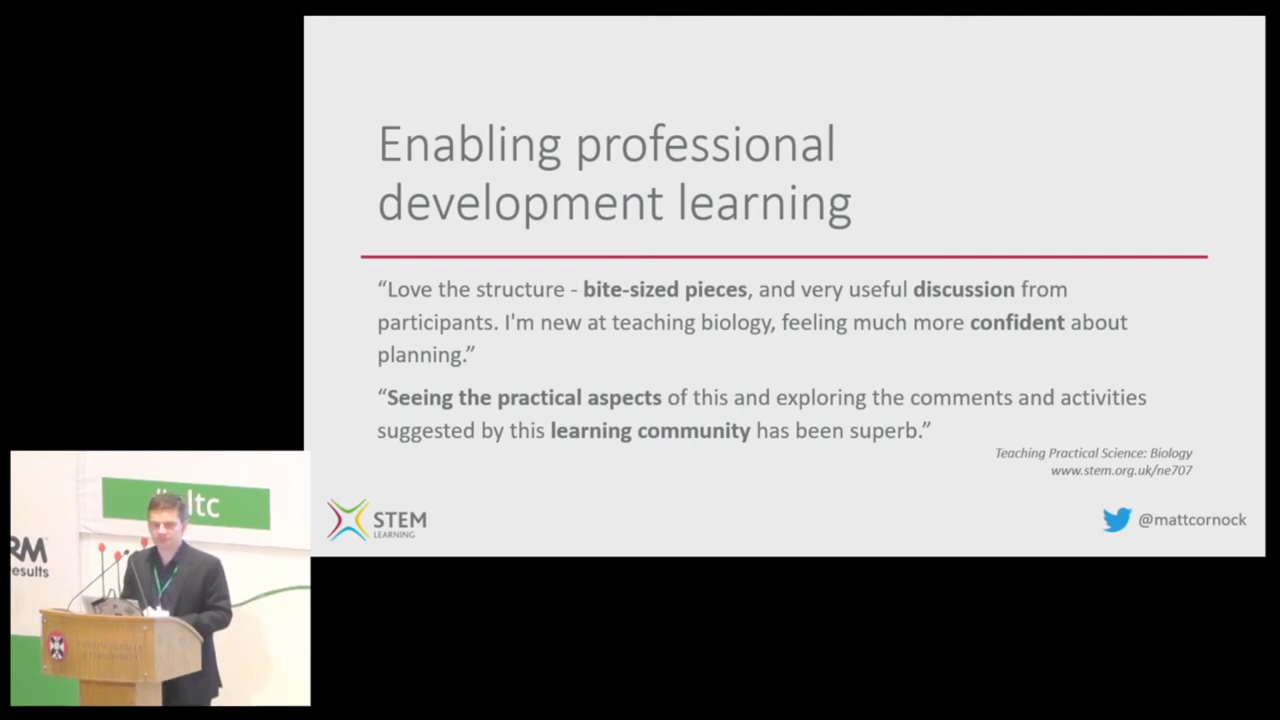 Enabling professional
development learning
“Love the structure - bite-sized pieces, and very useful discussion from
participants. I'm new at teaching biology, feeling much more confident about
planning.”
“Seeing the practical aspects of this and exploring the comments and activities
suggested by this learning community has been superb.”
Teaching Practical Science: Biology
www.stem.org.uk/ne707
STEM
LEARNING
@mattcornock
ltc
RM
results